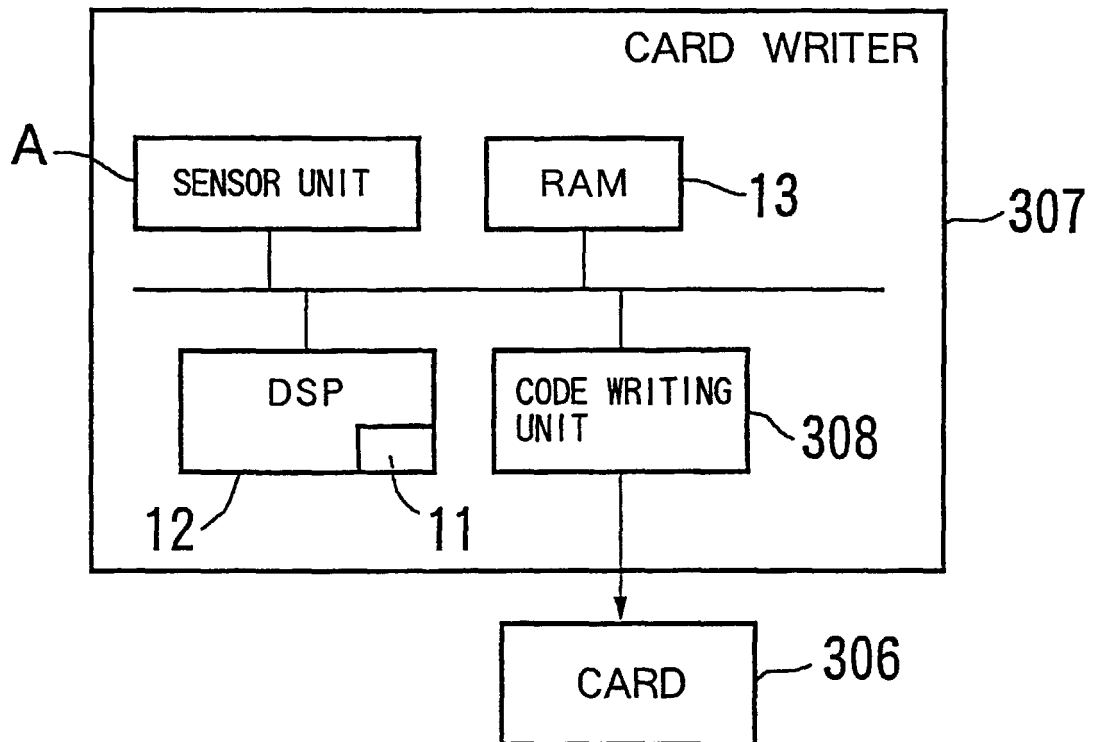 CARD WRITER
A
SENSOR UNIT
RAM
13
307
DSP
CODE WRITING
UNIT
308
12
11
306
CARD